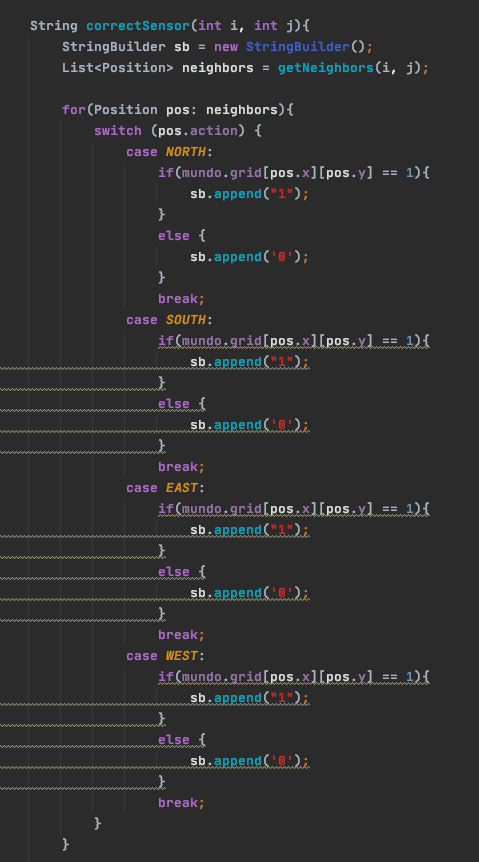 String correctSensor(int i, int j){
    StringBuilder sb = new StringBuilder();
    List<Position> neighbors = getNeighbors(i, j);

    for(Position pos: neighbors){
        switch (pos.action) {
            case NORTH:
                if(mundo.grid[pos.x][pos.y] == 1){
                    sb.append("1");
                }
                else {
                    sb.append('0');
                }
                break;
            case SOUTH:
                if(mundo.grid[pos.x][pos.y] == 1){
                    sb.append("1");
                }
                else {
                    sb.append('0');
                }
                break;
            case EAST:
                if(mundo.grid[pos.x][pos.y] == 1){
                    sb.append("1");
                }
                else {
                    sb.append('0');
                }
                break;
            case WEST:
                if(mundo.grid[pos.x][pos.y] == 1){
                    sb.append("1");
                }
                else {
                    sb.append('0');
                }
                break;
        }
    }